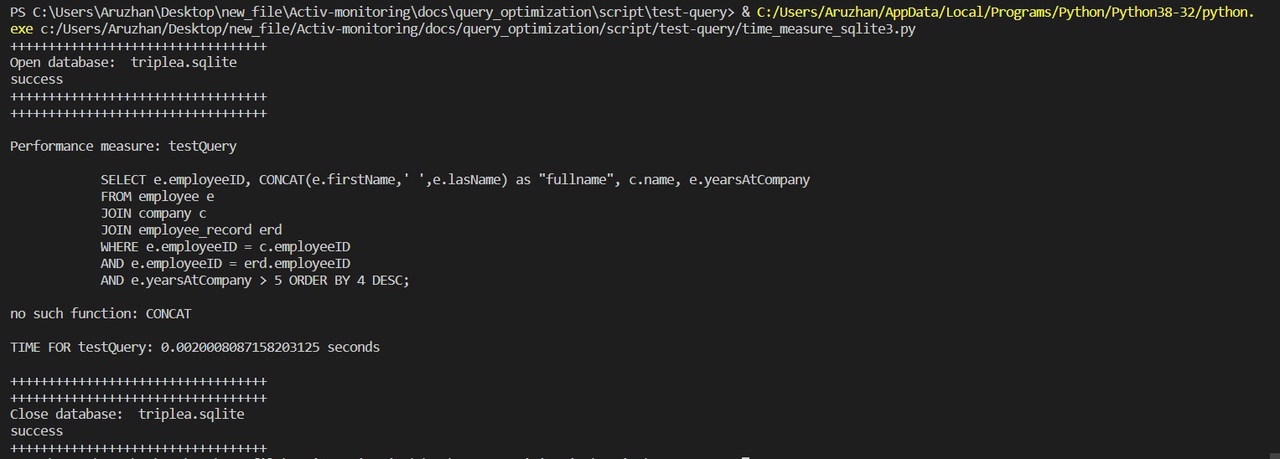 PS C:\Users\Aruzhan\Desktop\new_file\Activ-monitoring\docs\query_optimization\script\test-query> & C:/Users/Aruzhan/AppData/Local/Programs/Python/Python38-32/python.
exe c:/Users/Aruzhan/Desktop/new_file/Activ-monitoring/docs/query_optimization/script/test-query/time_measure_sqlite3.py
++++++++++++++++++++++++++++++++++
Open database:  triplea.sqlite
success
++++++++++++++++++++++++++++++++++
++++++++++++++++++++++++++++++++++
Performance measure: testQuery
SELECT e.employeeID, CONCAT(e.firstName,' ',e.lasName) as "fullname", c.name, e.yearsAtCompany
FROM employee e
JOIN company c
JOIN employee_record erd
WHERE e.employeeID = c.employeeID
AND e.employeeID = erd.employeeID
AND e.yearsAtCompany > 5 ORDER BY 4 DESC;
no such function: CONCAT
TIME FOR testQuery: 0.0020008087158203125 seconds
++++++++++++++++++++++++++++++++++
++++++++++++++++++++++++++++++++++
Close database:  triplea.sqlite
success
++++++++++++++++++++++++++++++++++